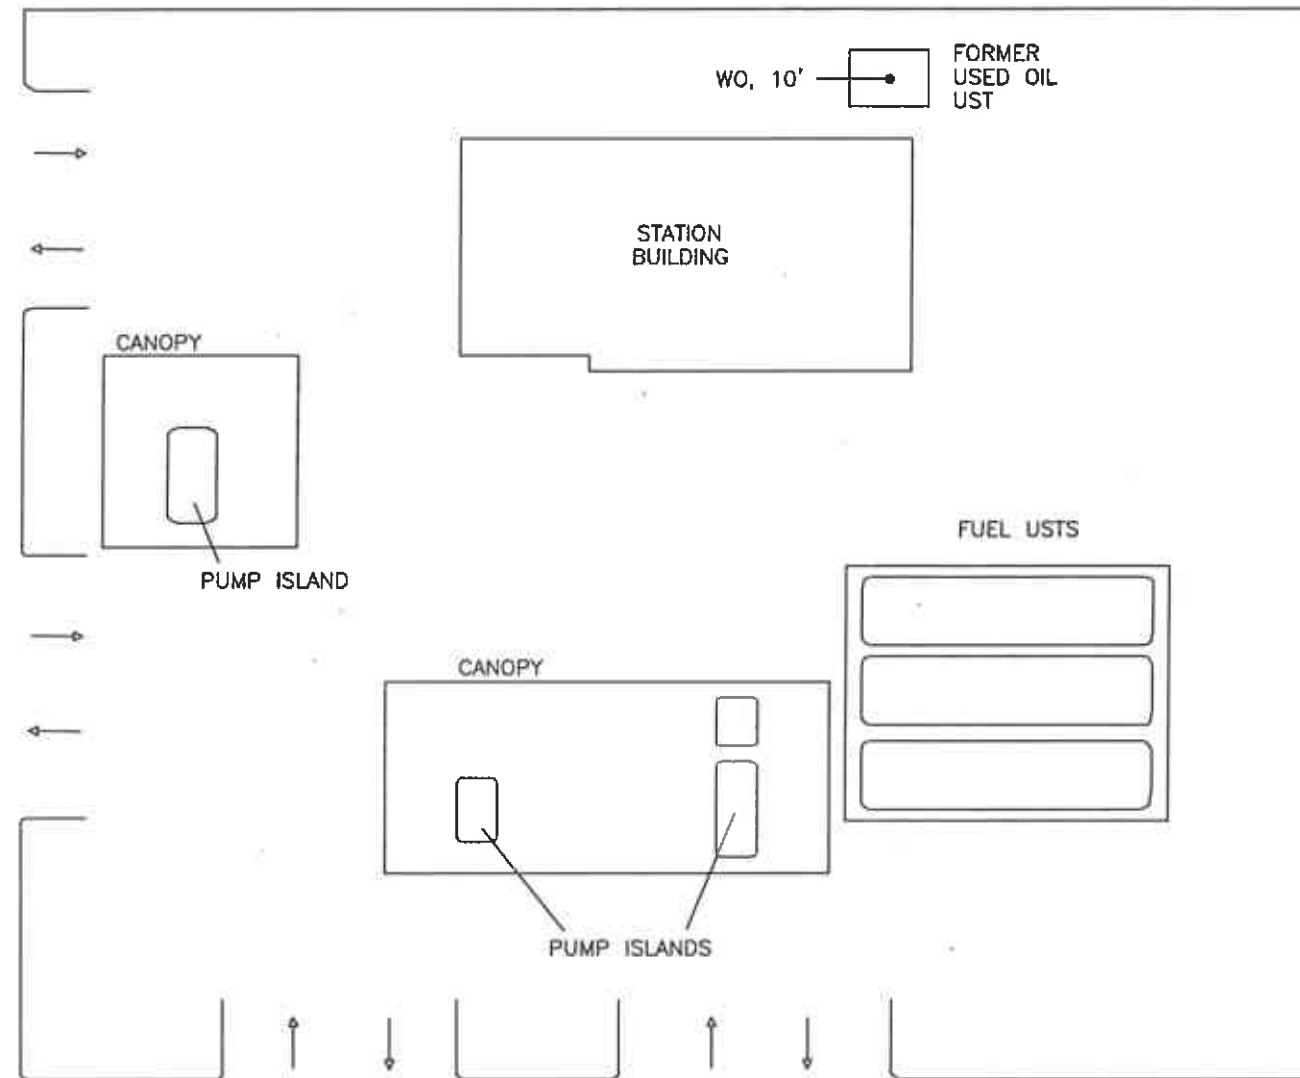 WO, 10'
FORMER
USED OIL
UST
STATION
BUILDING
CANOPY
PUMP ISLAND
FUEL USTS
CANOPY
PUMP ISLANDS